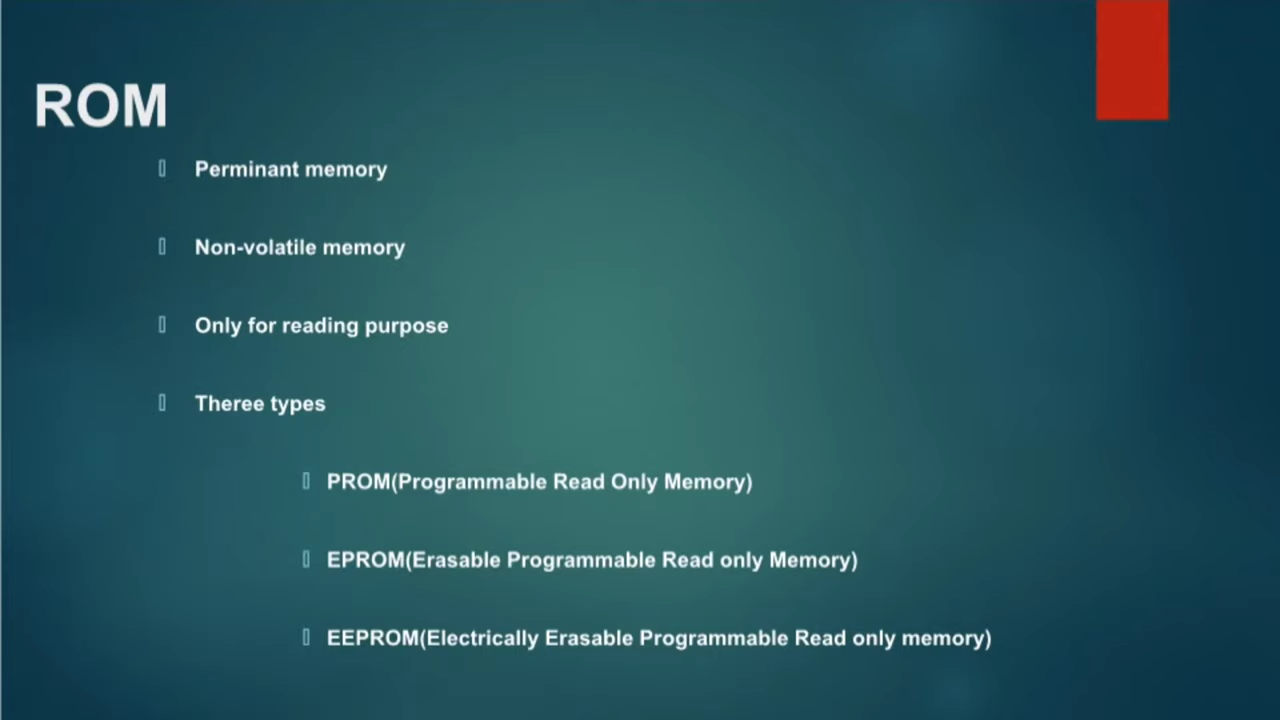 ROM
Perminant memory
Non-volatile memory
Only for reading purpose
Theree types
PROM(Programmable Read Only Memory)
EPROM(Erasable Programmable Read only Memory)
EEPROM(Electrically Erasable Programmable Read only memory)